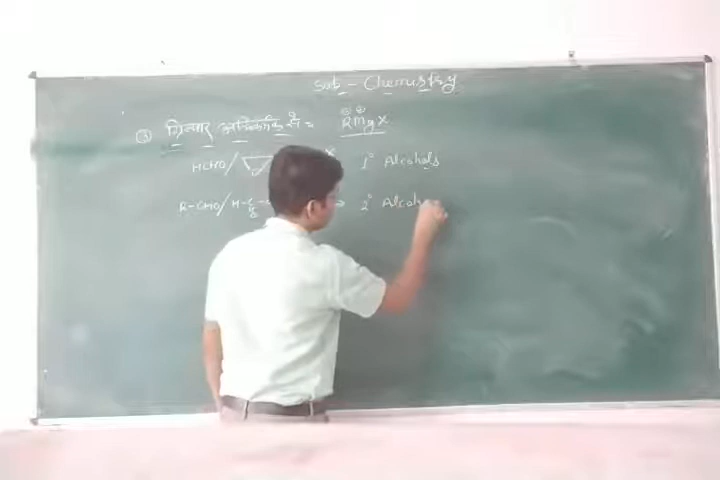 Sub - Chemistry
③ ग्रिन्यार अभिकर्मक से = RMgX
HCHO/ 1° Alcohols
R-CHO/H-C → 2° Alcoh